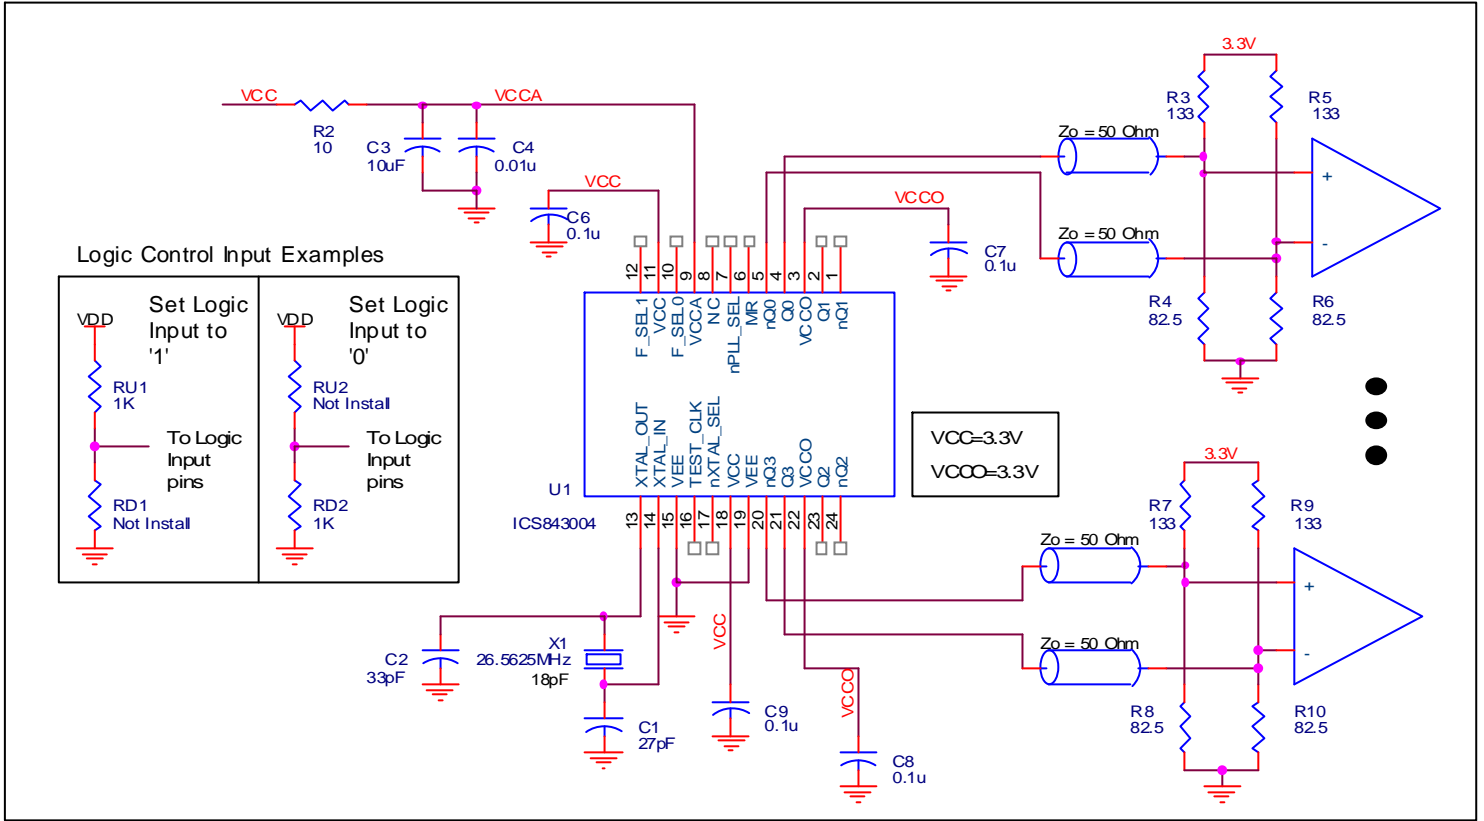 3.3V
VCC
VCCA
R2
10
C3
10uF
C4
0.01u
R3
133
R5
133
Zo = 50 Ohm
+
VCC
C6
0.1u
VCCO
C7
0.1u
Zo = 50 Ohm
-
R4
82.5
R6
82.5
Logic Control Input Examples
Set Logic
Input to
'1'
VDD
RU1
1K
To Logic
Input
pins
RD1
Not Install
Set Logic
Input to
'0'
VDD
RU2
Not Install
To Logic
Input
pins
RD2
1K
12
11
10
9
8
7
6
5
4
3
2
1
F_SEL1
VCC
F_SEL0
VCCA
NC
nPLL_SEL
MR
nQ0
Q0
VCCO
Q1
nQ1
XTAL_OUT
XTAL_IN
VEE
TEST_CLK
nXTAL_SEL
VCC
VEE
nQ3
Q3
VCCO
Q2
nQ2
U1
ICS843004
13
14
15
16
17
18
19
20
21
22
23
24
VCC=3.3V
VCCO=3.3V
3.3V
R7
133
R9
133
Zo = 50 Ohm
+
Zo = 50 Ohm
-
R8
82.5
R10
82.5
C2
33pF
X1
26.5625MHz
18pF
C1
27pF
VCC
C9
0.1u
VCCO
C8
0.1u